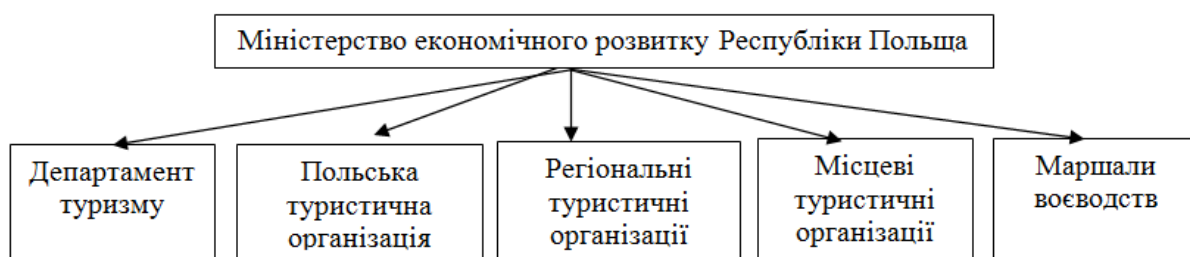 Міністерство економічного розвитку Республіки Польща
Департамент
туризму
Польська
туристична
організація
Регіональні
туристичні
організації
Місцеві
туристичні
організації
Маршали
воєводств